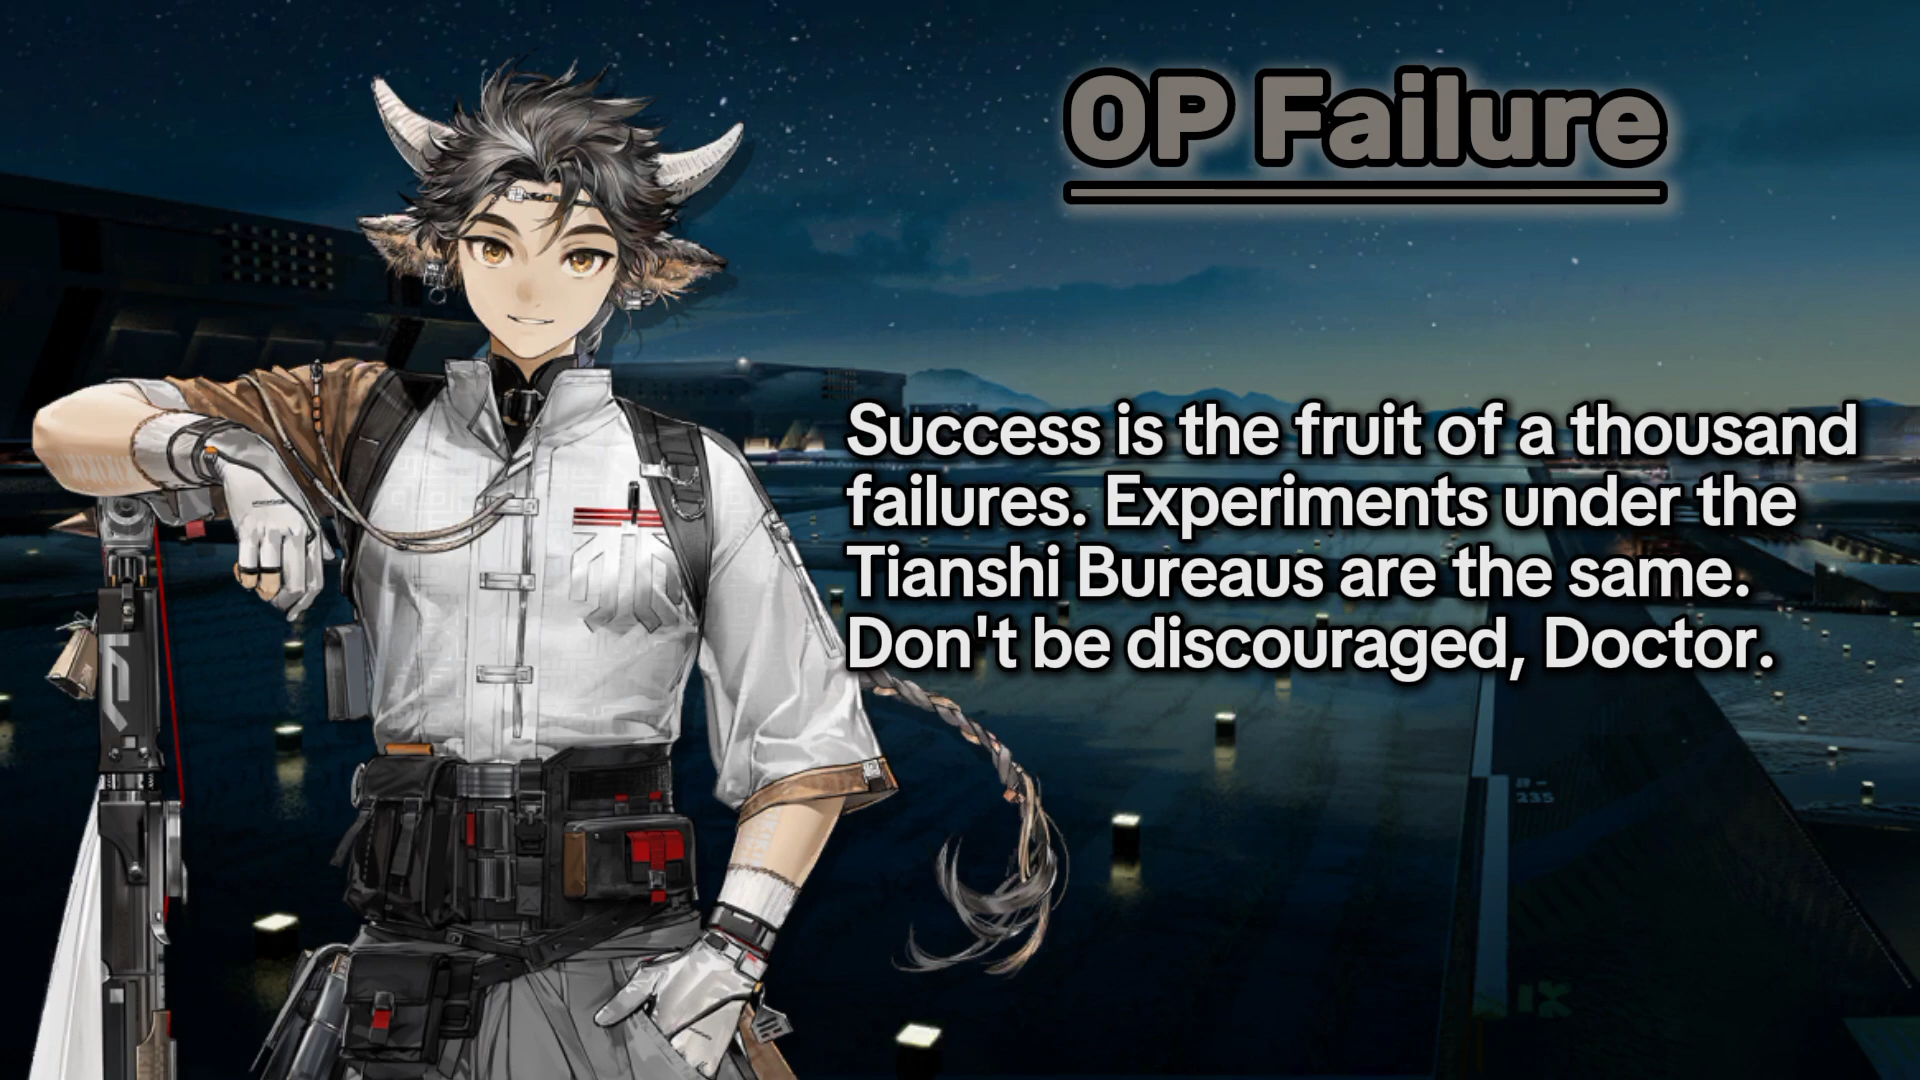 OP Failure
Success is the fruit of a thousand
failures. Experiments under the
Tianshi Bureaus are the same.
Don't be discouraged, Doctor.